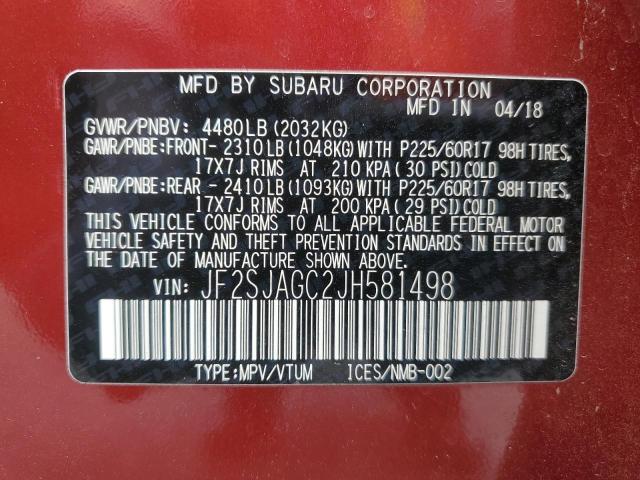 MFD BY SUBARU CORPORATION
MFD IN 04/18
GVWR/PNBV: 4480LB (2032KG)
GAWR/PNBE:FRONT- 2310LB (1048KG)WITH P225/60R17 98H TIRES,
17X7J RIMS AT 210 KPA ( 30 PSI)COLD
GAWR/PNBE:REAR - 2410LB (1093KG)WITH P225/60R17 98H TIRES,
17X7J RIMS AT 200 KPA ( 29 PSI)COLD
THIS VEHICLE CONFORMS TO ALL APPLICABLE FEDERAL MOTOR
VEHICLE SAFETY AND THEFT PREVENTION STANDARDS IN EFFECT ON
THE DATE OF MANUFACTURE SHOWN ABOVE.
VIN: JF2SJAGC2JH581498
TYPE:MPV/VTUM ICES/NMB-002